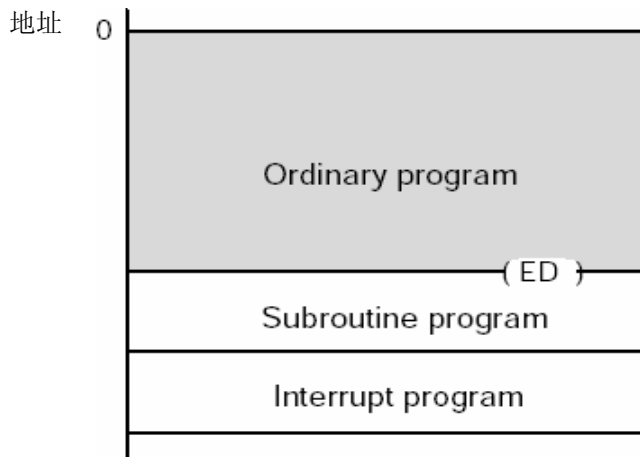 地址 0
Ordinary program
( ED )
Subroutine program
Interrupt program